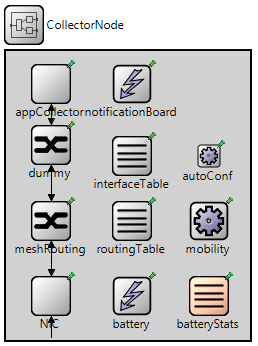 CollectorNode
appCollector
notificationBoard
dummy
interfaceTable
autoConf
meshRouting
routingTable
mobility
NIC
battery
batteryStats